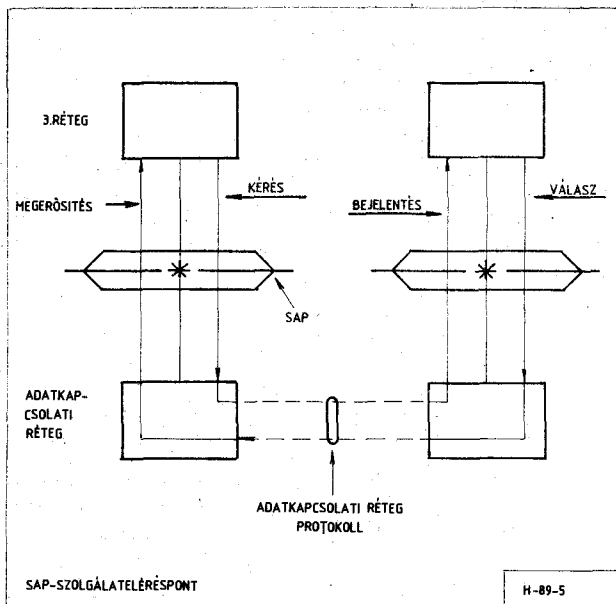 3.RÉTEG
MEGERŐSITÉS
KÉRÉS
BEJELENTÉS
VÁLASZ
SAP
ADATKAP-
CSOLATI
RÉTEG
ADATKAPCSOLATI RÉTEG
PROTOKOLL
SAP-SZOLGÁLATELÉRÉSPONT
H-89-5